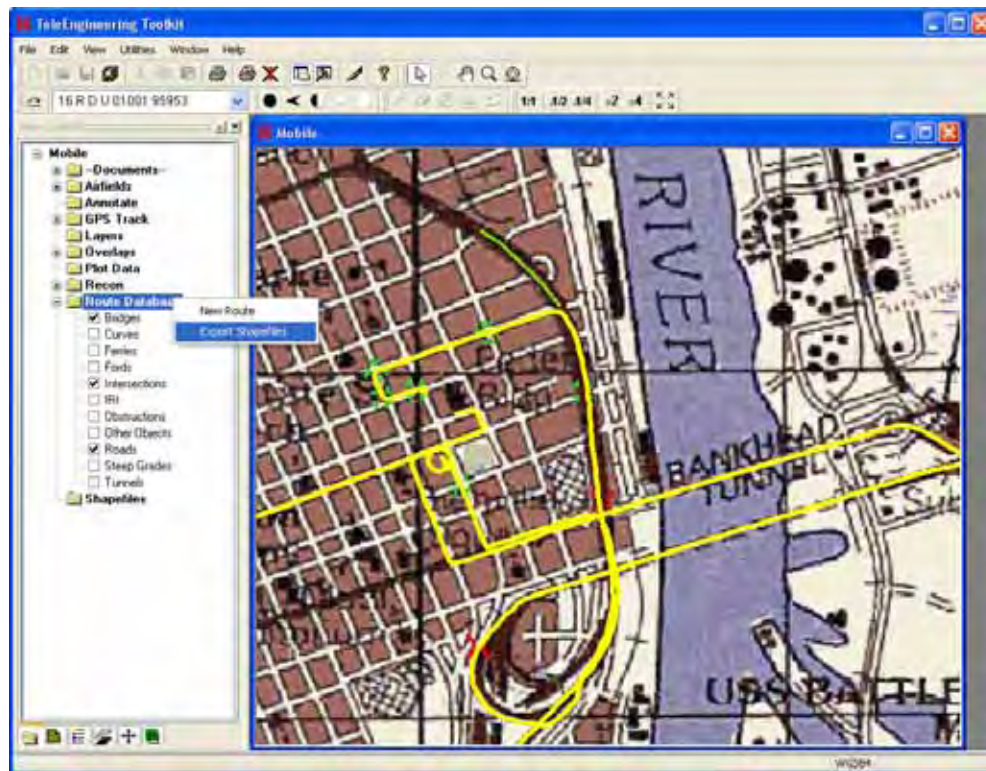 TeleEngineering Toolkit
File Edit View Utilities Window Help
16 R D U 01001 95953
1/1 1/2 1/4 x2 x4
Mobile
Mobile
-Documents-
Airfields
Annotate
GPS Track
Layers
Overlays
Plot Data
Recon
Route Databas
New Route
Export Shapefiles
Bridges
Curves
Ferries
Fords
Intersections
IRI
Obstructions
Other Objects
Roads
Steep Grades
Tunnels
Shapefiles
RIVER
BANKHEAD
TUNNEL
USS BATTLE
WGS84